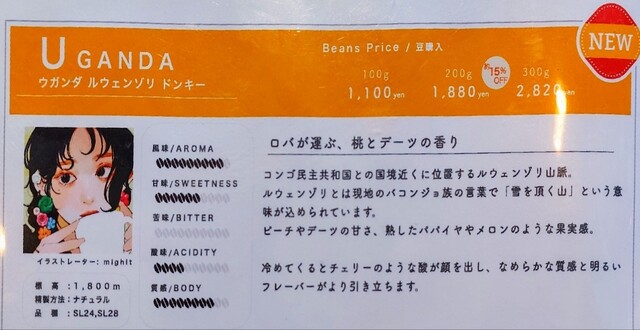 UGANDA
ウガンダ ルウェンゾリ ドンキー
Beans Price / 豆購入
100g 200g 300g
1,100yen 1,880yen 2,820yen
15%
OFF
NEW
ロバが運ぶ、桃とデーツの香り
コンゴ民主共和国との国境近くに位置するルウェンゾリ山脈。
ルウェンゾリとは現地のバコンジョ族の言葉で「雪を頂く山」という意
味が込められています。
ピーチやデーツの甘さ、熟したパパイヤやメロンのような果実感。
冷めてくるとチェリーのような酸が顔を出し、なめらかな質感と明るい
フレーバーがより引き立ちます。
風味/AROMA
甘味/SWEETNESS
苦味/BITTER
酸味/ACIDITY
質感/BODY
イラストレーター: might
標 高 :1,800m
精製方法:ナチュラル
品 種 :SL24,SL28